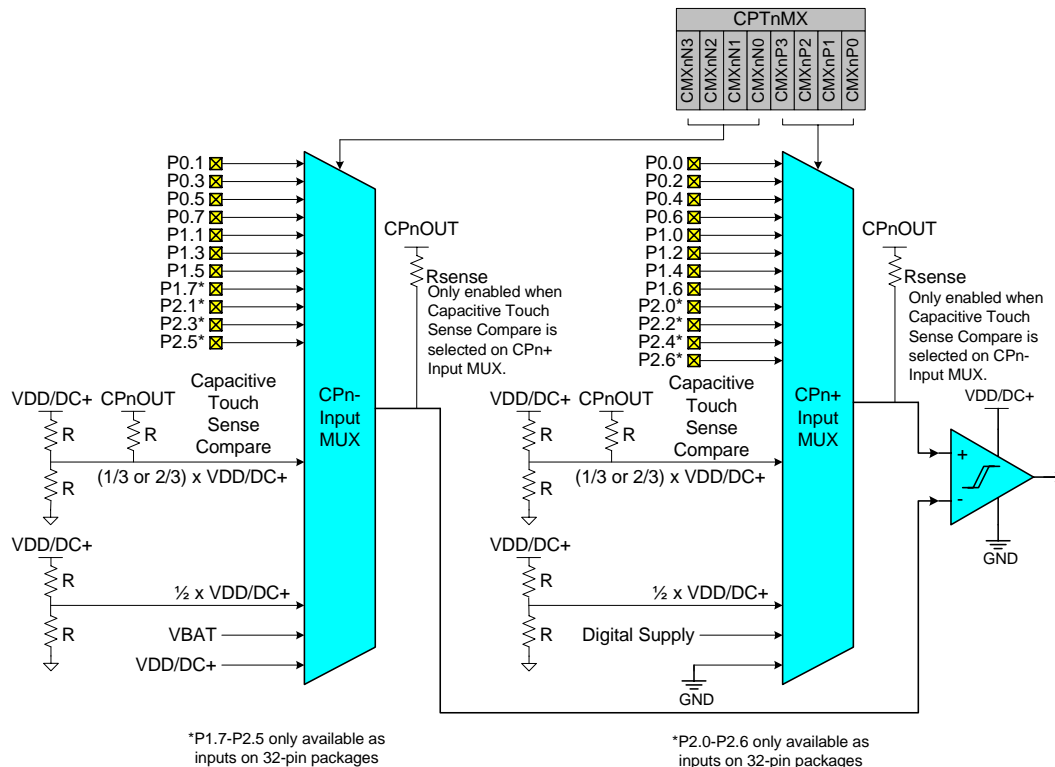 CPTnMX
CMXnN3
CMXnN2
CMXnN1
CMXnN0
CMXnP3
CMXnP2
CMXnP1
CMXnP0
P0.1
P0.3
P0.5
P0.7
P1.1
P1.3
P1.5
P1.7*
P2.1*
P2.3*
P2.5*
CPnOUT
Rsense
Only enabled when
Capacitive Touch
Sense Compare is
selected on CPn+
Input MUX.
VDD/DC+
R
R
CPnOUT
R
Capacitive
Touch
Sense
Compare
(1/3 or 2/3) x VDD/DC+
CPn-
Input
MUX
VDD/DC+
R
R
½ x VDD/DC+
VBAT
VDD/DC+
*P1.7-P2.5 only available as
inputs on 32-pin packages
P0.0
P0.2
P0.4
P0.6
P1.0
P1.2
P1.4
P1.6
P2.0*
P2.2*
P2.4*
P2.6*
CPnOUT
Rsense
Only enabled when
Capacitive Touch
Sense Compare is
selected on CPn-
Input MUX.
VDD/DC+
R
R
CPnOUT
R
Capacitive
Touch
Sense
Compare
(1/3 or 2/3) x VDD/DC+
CPn+
Input
MUX
VDD/DC+
+
-
GND
VDD/DC+
R
R
½ x VDD/DC+
Digital Supply
GND
*P2.0-P2.6 only available as
inputs on 32-pin packages